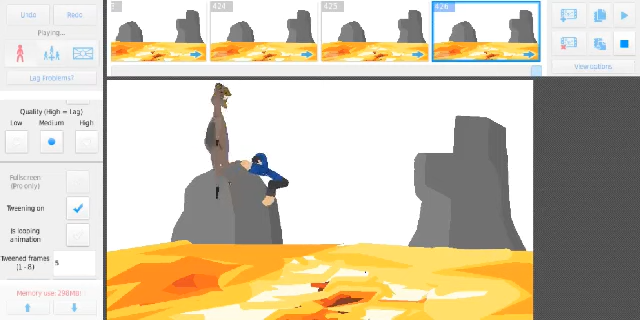 Undo Redo
Playing...
Lag Problems?
Quality (High = Lag)
Low Medium High
Fullscreen
(Pro only)
Tweening on
Is looping
animation
Tweened frames
(1 - 8)
5
Memory use: 298Mb!
424
425
426
View options